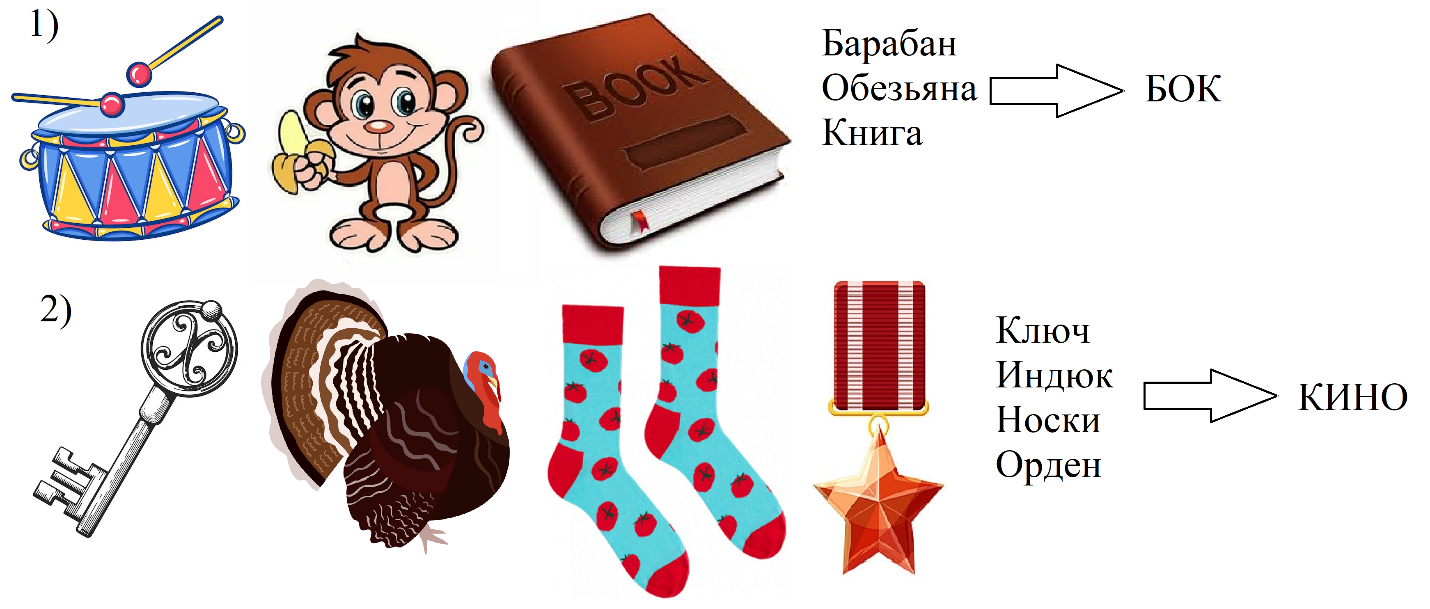 1)
BOOK
Барабан
Обезьяна
Книга
БОК
2)
Ключ
Индюк
Носки
Орден
КИНО